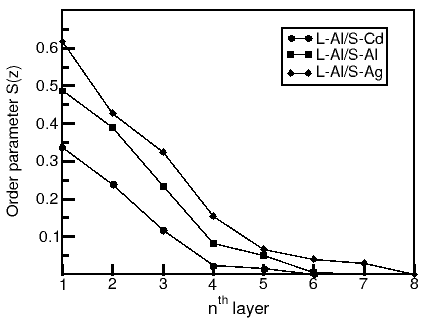 L-Al/S-Cd
L-Al/S-Al
L-Al/S-Ag
Order parameter S(z)
0.6
0.5
0.4
0.3
0.2
0.1
1 2 3 4 5 6 7 8
nth layer